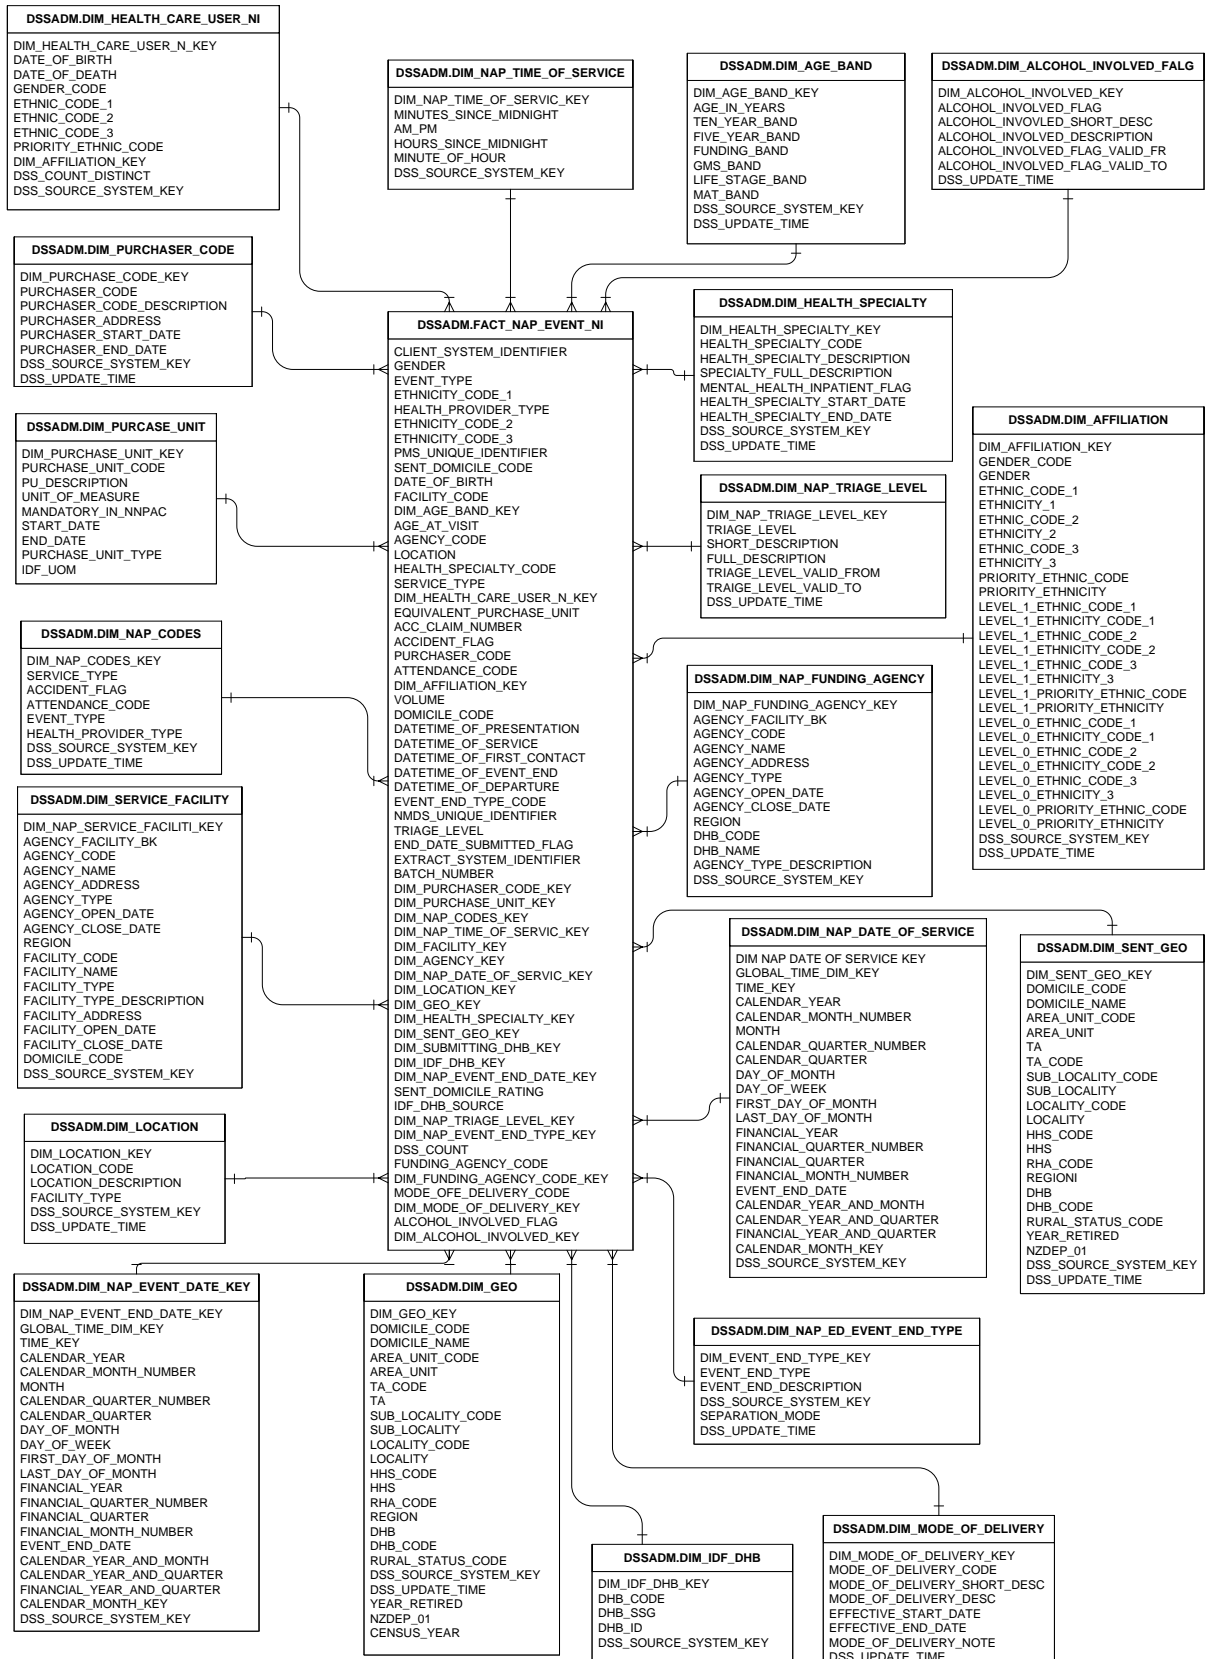 DSSADM.DIM_HEALTH_CARE_USER_NI
DIM_HEALTH_CARE_USER_N_KEY
DATE_OF_BIRTH
DATE_OF_DEATH
GENDER_CODE
ETHNIC_CODE_1
ETHNIC_CODE_2
ETHNIC_CODE_3
PRIORITY_ETHNIC_CODE
DIM_AFFILIATION_KEY
DSS_COUNT_DISTINCT
DSS_SOURCE_SYSTEM_KEY
DSSADM.DIM_NAP_TIME_OF_SERVICE
DIM_NAP_TIME_OF_SERVIC_KEY
MINUTES_SINCE_MIDNIGHT
AM_PM
HOURS_SINCE_MIDNIGHT
MINUTE_OF_HOUR
DSS_SOURCE_SYSTEM_KEY
DSSADM.DIM_AGE_BAND
DIM_AGE_BAND_KEY
AGE_IN_YEARS
TEN_YEAR_BAND
FIVE_YEAR_BAND
FUNDING_BAND
GMS_BAND
LIFE_STAGE_BAND
MAT_BAND
DSS_SOURCE_SYSTEM_KEY
DSS_UPDATE_TIME
DSSADM.DIM_ALCOHOL_INVOLVED_FALG
DIM_ALCOHOL_INVOLVED_KEY
ALCOHOL_INVOLVED_FLAG
ALCOHOL_INVOVLED_SHORT_DESC
ALCOHOL_INVOLVED_DESCRIPTION
ALCOHOL_INVOLVED_FLAG_VALID_FR
ALCOHOL_INVOLVED_FLAG_VALID_TO
DSS_UPDATE_TIME
DSSADM.DIM_PURCHASER_CODE
DIM_PURCHASE_CODE_KEY
PURCHASER_CODE
PURCHASER_CODE_DESCRIPTION
PURCHASER_ADDRESS
PURCHASER_START_DATE
PURCHASER_END_DATE
DSS_SOURCE_SYSTEM_KEY
DSS_UPDATE_TIME
DSSADM.FACT_NAP_EVENT_NI
CLIENT_SYSTEM_IDENTIFIER
GENDER
EVENT_TYPE
ETHNICITY_CODE_1
HEALTH_PROVIDER_TYPE
ETHNICITY_CODE_2
ETHNICITY_CODE_3
PMS_UNIQUE_IDENTIFIER
SENT_DOMICILE_CODE
DATE_OF_BIRTH
FACILITY_CODE
DIM_AGE_BAND_KEY
AGE_AT_VISIT
AGENCY_CODE
LOCATION
HEALTH_SPECIALTY_CODE
SERVICE_TYPE
DIM_HEALTH_CARE_USER_N_KEY
EQUIVALENT_PURCHASE_UNIT
ACC_CLAIM_NUMBER
ACCIDENT_FLAG
PURCHASER_CODE
ATTENDANCE_CODE
DIM_AFFILIATION_KEY
VOLUME
DOMICILE_CODE
DATETIME_OF_PRESENTATION
DATETIME_OF_SERVICE
DATETIME_OF_FIRST_CONTACT
DATETIME_OF_EVENT_END
DATETIME_OF_DEPARTURE
EVENT_END_TYPE_CODE
NMDS_UNIQUE_IDENTIFIER
TRIAGE_LEVEL
END_DATE_SUBMITTED_FLAG
EXTRACT_SYSTEM_IDENTIFIER
BATCH_NUMBER
DIM_PURCHASER_CODE_KEY
DIM_PURCHASE_UNIT_KEY
DIM_NAP_CODES_KEY
DIM_NAP_TIME_OF_SERVIC_KEY
DIM_FACILITY_KEY
DIM_AGENCY_KEY
DIM_NAP_DATE_OF_SERVIC_KEY
DIM_LOCATION_KEY
DIM_GEO_KEY
DIM_HEALTH_SPECIALTY_KEY
DIM_SENT_GEO_KEY
DIM_SUBMITTING_DHB_KEY
DIM_IDF_DHB_KEY
DIM_NAP_EVENT_END_DATE_KEY
SENT_DOMICILE_RATING
IDF_DHB_SOURCE
DIM_NAP_TRIAGE_LEVEL_KEY
DIM_NAP_EVENT_END_TYPE_KEY
DSS_COUNT
FUNDING_AGENCY_CODE
DIM_FUNDING_AGENCY_CODE_KEY
MODE_OFE_DELIVERY_CODE
DIM_MODE_OF_DELIVERY_KEY
ALCOHOL_INVOLVED_FLAG
DIM_ALCOHOL_INVOLVED_KEY
DSSADM.DIM_HEALTH_SPECIALTY
DIM_HEALTH_SPECIALTY_KEY
HEALTH_SPECIALTY_CODE
HEALTH_SPECIALTY_DESCRIPTION
SPECIALTY_FULL_DESCRIPTION
MENTAL_HEALTH_INPATIENT_FLAG
HEALTH_SPECIALTY_START_DATE
HEALTH_SPECIALTY_END_DATE
DSS_SOURCE_SYSTEM_KEY
DSS_UPDATE_TIME
DSSADM.DIM_PURCASE_UNIT
DIM_PURCHASE_UNIT_KEY
PURCHASE_UNIT_CODE
PU_DESCRIPTION
UNIT_OF_MEASURE
MANDATORY_IN_NNPAC
START_DATE
END_DATE
PURCHASE_UNIT_TYPE
IDF_UOM
DSSADM.DIM_NAP_TRIAGE_LEVEL
DIM_NAP_TRIAGE_LEVEL_KEY
TRIAGE_LEVEL
SHORT_DESCRIPTION
FULL_DESCRIPTION
TRIAGE_LEVEL_VALID_FROM
TRAIGE_LEVEL_VALID_TO
DSS_UPDATE_TIME
DSSADM.DIM_AFFILIATION
DIM_AFFILIATION_KEY
GENDER_CODE
GENDER
ETHNIC_CODE_1
ETHNICITY_1
ETHNIC_CODE_2
ETHNICITY_2
ETHNIC_CODE_3
ETHNICITY_3
PRIORITY_ETHNIC_CODE
PRIORITY_ETHNICITY
LEVEL_1_ETHNIC_CODE_1
LEVEL_1_ETHNICITY_CODE_1
LEVEL_1_ETHNIC_CODE_2
LEVEL_1_ETHNICITY_CODE_2
LEVEL_1_ETHNIC_CODE_3
LEVEL_1_ETHNICITY_3
LEVEL_1_PRIORITY_ETHNIC_CODE
LEVEL_1_PRIORITY_ETHNICITY
LEVEL_0_ETHNIC_CODE_1
LEVEL_0_ETHNICITY_CODE_1
LEVEL_0_ETHNIC_CODE_2
LEVEL_0_ETHNICITY_CODE_2
LEVEL_0_ETHNIC_CODE_3
LEVEL_0_ETHNICITY_3
LEVEL_0_PRIORITY_ETHNIC_CODE
LEVEL_0_PRIORITY_ETHNICITY
DSS_SOURCE_SYSTEM_KEY
DSS_UPDATE_TIME
DSSADM.DIM_NAP_CODES
DIM_NAP_CODES_KEY
SERVICE_TYPE
ACCIDENT_FLAG
ATTENDANCE_CODE
EVENT_TYPE
HEALTH_PROVIDER_TYPE
DSS_SOURCE_SYSTEM_KEY
DSS_UPDATE_TIME
DSSADM.DIM_NAP_FUNDING_AGENCY
DIM_NAP_FUNDING_AGENCY_KEY
AGENCY_FACILITY_BK
AGENCY_CODE
AGENCY_NAME
AGENCY_ADDRESS
AGENCY_TYPE
AGENCY_OPEN_DATE
AGENCY_CLOSE_DATE
REGION
DHB_CODE
DHB_NAME
AGENCY_TYPE_DESCRIPTION
DSS_SOURCE_SYSTEM_KEY
DSSADM.DIM_SERVICE_FACILITY
DIM_NAP_SERVICE_FACILITI_KEY
AGENCY_FACILITY_BK
AGENCY_CODE
AGENCY_NAME
AGENCY_ADDRESS
AGENCY_TYPE
AGENCY_OPEN_DATE
AGENCY_CLOSE_DATE
REGION
FACILITY_CODE
FACILITY_NAME
FACILITY_TYPE
FACILITY_TYPE_DESCRIPTION
FACILITY_ADDRESS
FACILITY_OPEN_DATE
FACILITY_CLOSE_DATE
DOMICILE_CODE
DSS_SOURCE_SYSTEM_KEY
DSSADM.DIM_NAP_DATE_OF_SERVICE
DIM NAP DATE OF SERVICE KEY
GLOBAL_TIME_DIM_KEY
TIME_KEY
CALENDAR_YEAR
CALENDAR_MONTH_NUMBER
MONTH
CALENDAR_QUARTER_NUMBER
CALENDAR_QUARTER
DAY_OF_MONTH
DAY_OF_WEEK
FIRST_DAY_OF_MONTH
LAST_DAY_OF_MONTH
FINANCIAL_YEAR
FINANCIAL_QUARTER_NUMBER
FINANCIAL_QUARTER
FINANCIAL_MONTH_NUMBER
EVENT_END_DATE
CALENDAR_YEAR_AND_MONTH
CALENDAR_YEAR_AND_QUARTER
FINANCIAL_YEAR_AND_QUARTER
CALENDAR_MONTH_KEY
DSS_SOURCE_SYSTEM_KEY
DSSADM.DIM_SENT_GEO
DIM_SENT_GEO_KEY
DOMICILE_CODE
DOMICILE_NAME
AREA_UNIT_CODE
AREA_UNIT
TA
TA_CODE
SUB_LOCALITY_CODE
SUB_LOCALITY
LOCALITY_CODE
LOCALITY
HHS_CODE
HHS
RHA_CODE
REGIONI
DHB
DHB_CODE
RURAL_STATUS_CODE
YEAR_RETIRED
NZDEP_01
DSS_SOURCE_SYSTEM_KEY
DSS_UPDATE_TIME
DSSADM.DIM_LOCATION
DIM_LOCATION_KEY
LOCATION_CODE
LOCATION_DESCRIPTION
FACILITY_TYPE
DSS_SOURCE_SYSTEM_KEY
DSS_UPDATE_TIME
DSSADM.DIM_NAP_EVENT_DATE_KEY
DIM_NAP_EVENT_END_DATE_KEY
GLOBAL_TIME_DIM_KEY
TIME_KEY
CALENDAR_YEAR
CALENDAR_MONTH_NUMBER
MONTH
CALENDAR_QUARTER_NUMBER
CALENDAR_QUARTER
DAY_OF_MONTH
DAY_OF_WEEK
FIRST_DAY_OF_MONTH
LAST_DAY_OF_MONTH
FINANCIAL_YEAR
FINANCIAL_QUARTER_NUMBER
FINANCIAL_QUARTER
FINANCIAL_MONTH_NUMBER
EVENT_END_DATE
CALENDAR_YEAR_AND_MONTH
CALENDAR_YEAR_AND_QUARTER
FINANCIAL_YEAR_AND_QUARTER
CALENDAR_MONTH_KEY
DSS_SOURCE_SYSTEM_KEY
DSSADM.DIM_GEO
DIM_GEO_KEY
DOMICILE_CODE
DOMICILE_NAME
AREA_UNIT_CODE
AREA_UNIT
TA_CODE
TA
SUB_LOCALITY_CODE
SUB_LOCALITY
LOCALITY_CODE
LOCALITY
HHS_CODE
HHS
RHA_CODE
REGION
DHB
DHB_CODE
RURAL_STATUS_CODE
DSS_SOURCE_SYSTEM_KEY
DSS_UPDATE_TIME
YEAR_RETIRED
NZDEP_01
CENSUS_YEAR
DSSADM.DIM_NAP_ED_EVENT_END_TYPE
DIM_EVENT_END_TYPE_KEY
EVENT_END_TYPE
EVENT_END_DESCRIPTION
DSS_SOURCE_SYSTEM_KEY
SEPARATION_MODE
DSS_UPDATE_TIME
DSSADM.DIM_IDF_DHB
DIM_IDF_DHB_KEY
DHB_CODE
DHB_SSG
DHB_ID
DSS_SOURCE_SYSTEM_KEY
DSSADM.DIM_MODE_OF_DELIVERY
DIM_MODE_OF_DELIVERY_KEY
MODE_OF_DELIVERY_CODE
MODE_OF_DELIVERY_SHORT_DESC
MODE_OF_DELIVERY_DESC
EFFECTIVE_START_DATE
EFFECTIVE_END_DATE
MODE_OF_DELIVERY_NOTE
DSS_UPDATE_TIME